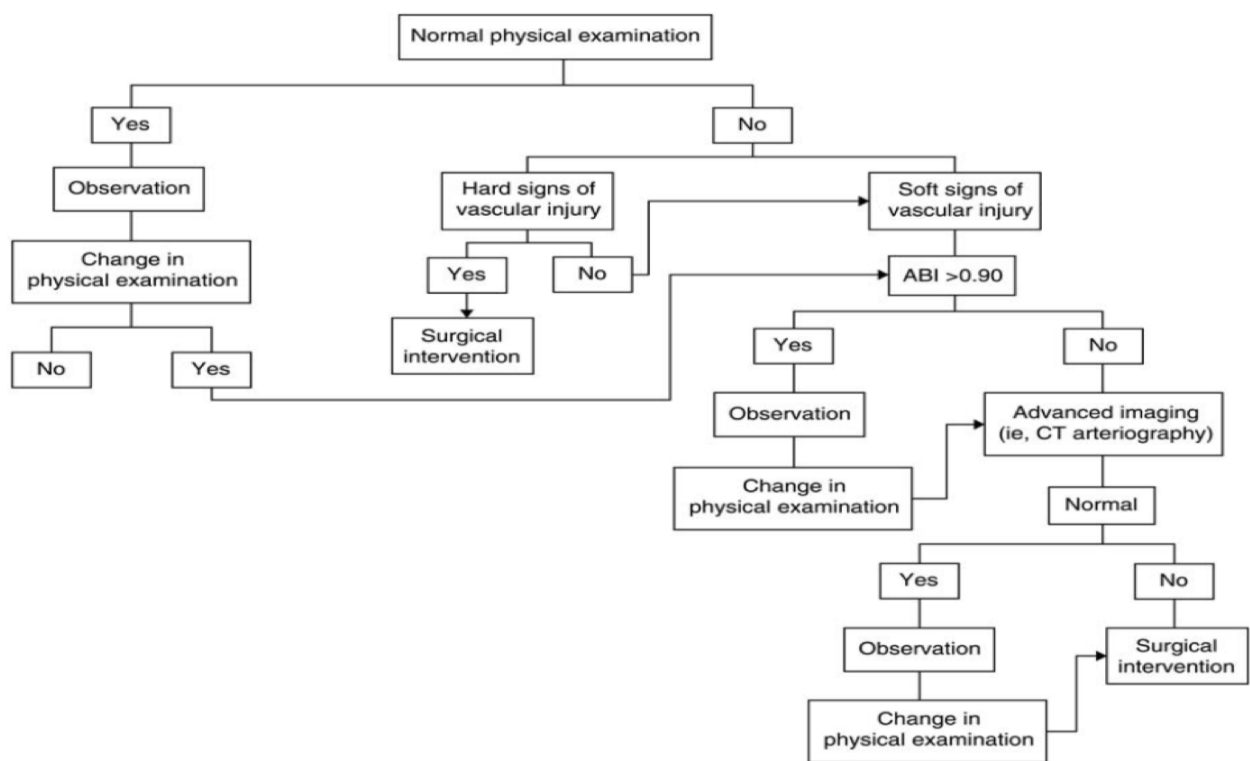 Normal physical examination
Yes
No
Observation
Hard signs of
vascular injury
Soft signs of
vascular injury
Change in
physical examination
Yes
No
ABI >0.90
No
Yes
Surgical
intervention
Yes
No
Observation
Advanced imaging
(ie, CT arteriography)
Change in
physical examination
Normal
Yes
No
Observation
Surgical
intervention
Change in
physical examination